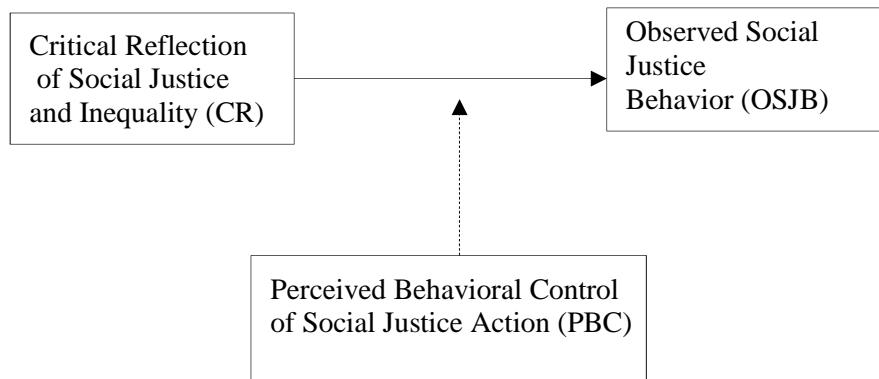 Critical Reflection
of Social Justice
and Inequality (CR)
Observed Social
Justice
Behavior (OSJB)
Perceived Behavioral Control
of Social Justice Action (PBC)